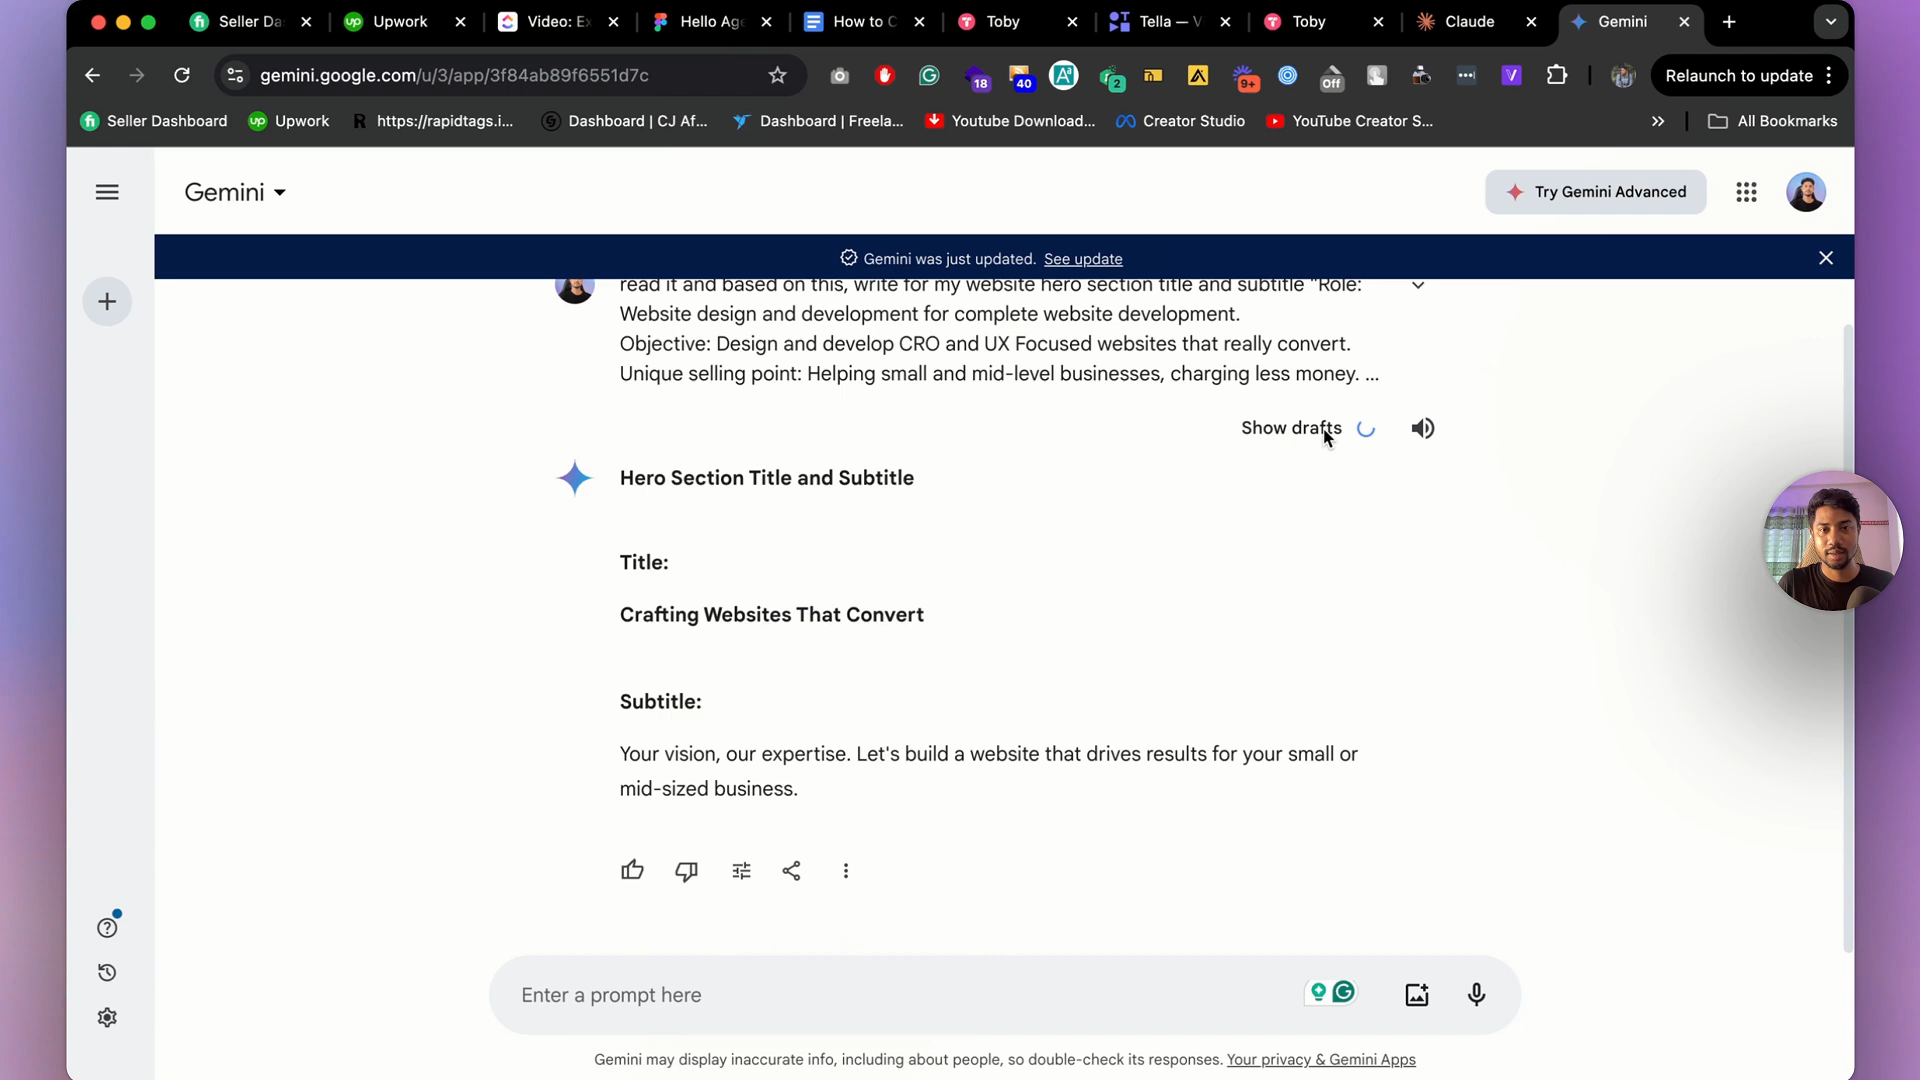 Seller Da
Upwork
Video: E
Hello Age
How to C
Toby
Tella — V
Toby
Claude
Gemini
gemini.google.com/u/3/app/3f84ab89f6551d7c
18
40
2
9+
Off
Relaunch to update
Seller Dashboard
Upwork
https://rapidtags.i...
Dashboard | CJ Af...
Dashboard | Freela...
Youtube Download...
Creator Studio
YouTube Creator S...
All Bookmarks
Gemini
Try Gemini Advanced
Gemini was just updated. See update
read it and based on this, write for my website hero section title and subtitle "Role:
Website design and development for complete website development.
Objective: Design and develop CRO and UX Focused websites that really convert.
Unique selling point: Helping small and mid-level businesses, charging less money. ...
Show drafts
Hero Section Title and Subtitle
Title:
Crafting Websites That Convert
Subtitle:
Your vision, our expertise. Let's build a website that drives results for your small or
mid-sized business.
Enter a prompt here
Gemini may display inaccurate info, including about people, so double-check its responses. Your privacy & Gemini Apps